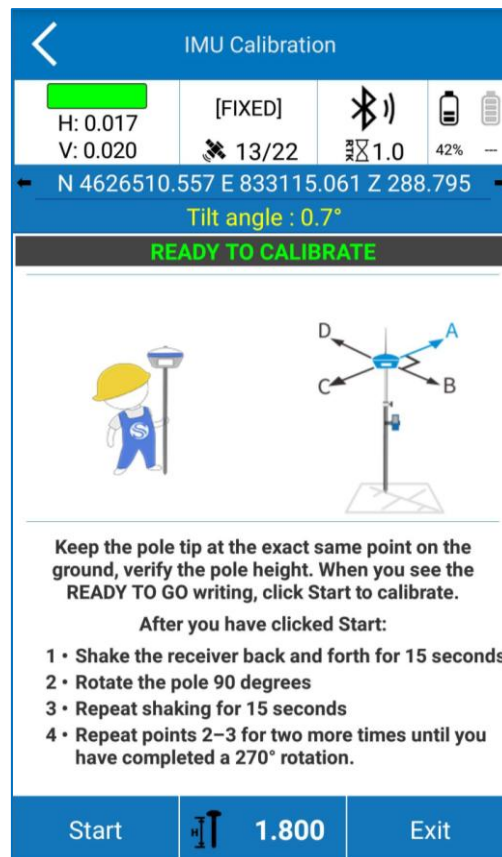 IMU Calibration
H: 0.017
V: 0.020
[FIXED]
13/22
RTK 1.0
42%
---
N 4626510.557 E 833115.061 Z 288.795
Tilt angle : 0.7°
READY TO CALIBRATE
D
A
C
B
Keep the pole tip at the exact same point on the
ground, verify the pole height. When you see the
READY TO GO writing, click Start to calibrate.
After you have clicked Start:
1 • Shake the receiver back and forth for 15 seconds
2 • Rotate the pole 90 degrees
3 • Repeat shaking for 15 seconds
4 • Repeat points 2–3 for two more times until you
have completed a 270° rotation.
Start
H
1.800
Exit